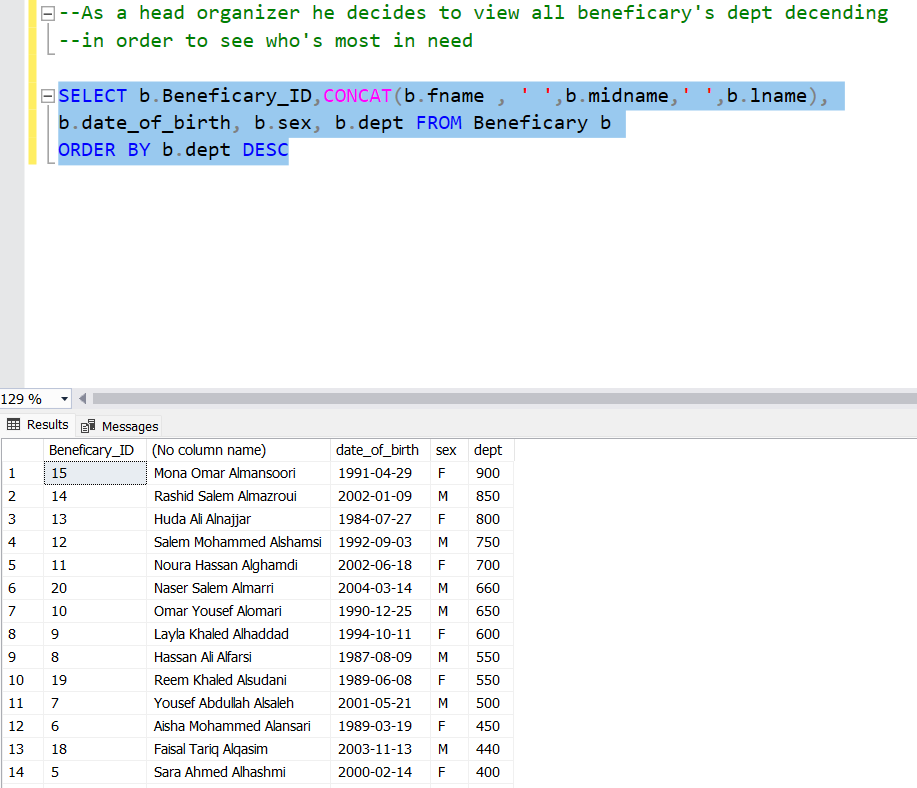 --As a head organizer he decides to view all beneficary's dept decending
--in order to see who's most in need
SELECT b.Beneficary_ID,CONCAT(b.fname , ' ',b.midname,' ',b.lname),
b.date_of_birth, b.sex, b.dept FROM Beneficary b
ORDER BY b.dept DESC
129 %
Results Messages
Beneficary_ID (No column name) date_of_birth sex dept
1 15 Mona Omar Almansoori 1991-04-29 F 900
2 14 Rashid Salem Almazroui 2002-01-09 M 850
3 13 Huda Ali Alnajjar 1984-07-27 F 800
4 12 Salem Mohammed Alshamsi 1992-09-03 M 750
5 11 Noura Hassan Alghamdi 2002-06-18 F 700
6 20 Naser Salem Almarri 2004-03-14 M 660
7 10 Omar Yousef Alomari 1990-12-25 M 650
8 9 Layla Khaled Alhaddad 1994-10-11 F 600
9 8 Hassan Ali Alfarsi 1987-08-09 M 550
10 19 Reem Khaled Alsudani 1989-06-08 F 550
11 7 Yousef Abdullah Alsaleh 2001-05-21 M 500
12 6 Aisha Mohammed Alansari 1989-03-19 F 450
13 18 Faisal Tariq Alqasim 2003-11-13 M 440
14 5 Sara Ahmed Alhashmi 2000-02-14 F 400